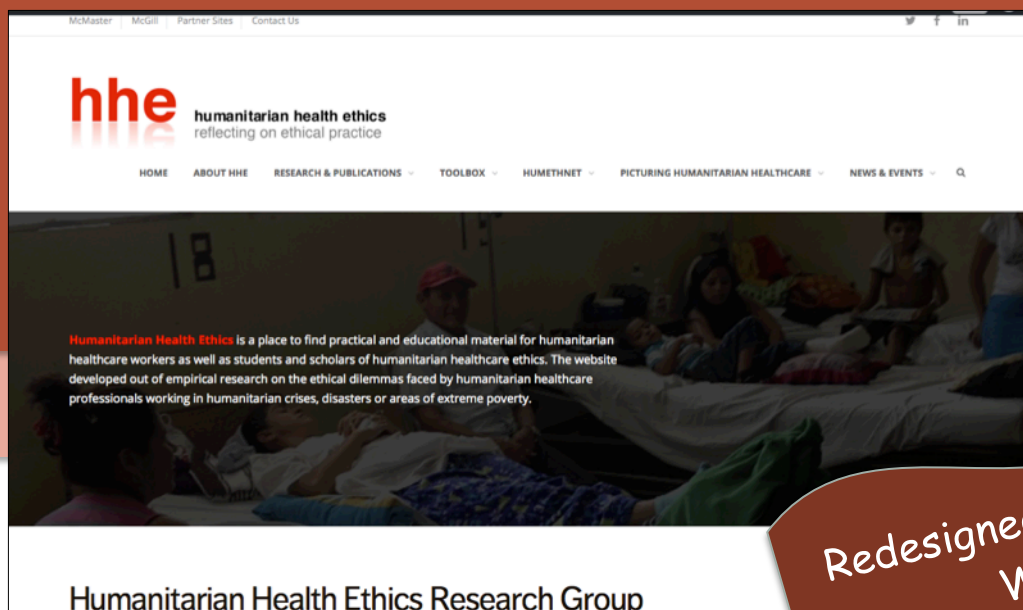 McMaster McGill Partner Sites Contact Us
hhe
humanitarian health ethics
reflecting on ethical practice
HOME ABOUT HHE RESEARCH & PUBLICATIONS TOOLBOX HUMETHNET PICTURING HUMANITARIAN HEALTHCARE NEWS & EVENTS
18
Humanitarian Health Ethics is a place to find practical and educational material for humanitarian
healthcare workers as well as students and scholars of humanitarian healthcare ethics. The website
developed out of empirical research on the ethical dilemmas faced by humanitarian healthcare
professionals working in humanitarian crises, disasters or areas of extreme poverty.
Humanitarian Health Ethics Research Group